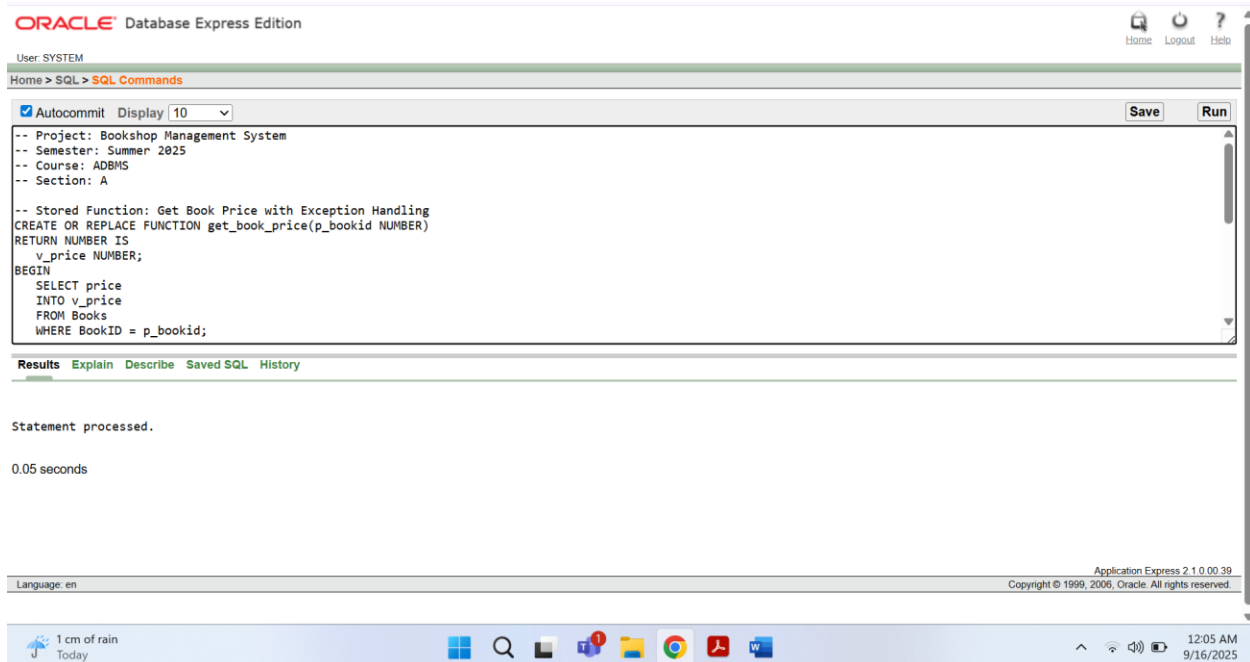 ORACLE Database Express Edition
Home Logout Help
User: SYSTEM
Home > SQL > SQL Commands
Autocommit Display 10 Save Run
-- Project: Bookshop Management System
-- Semester: Summer 2025
-- Course: ADBMS
-- Section: A
-- Stored Function: Get Book Price with Exception Handling
CREATE OR REPLACE FUNCTION get_book_price(p_bookid NUMBER)
RETURN NUMBER IS
v_price NUMBER;
BEGIN
SELECT price
INTO v_price
FROM Books
WHERE BookID = p_bookid;
Results Explain Describe Saved SQL History
Statement processed.
0.05 seconds
Application Express 2.1.0.00.39
Language: en Copyright © 1999, 2006, Oracle. All rights reserved.
1 cm of rain
Today
1
12:05 AM
9/16/2025